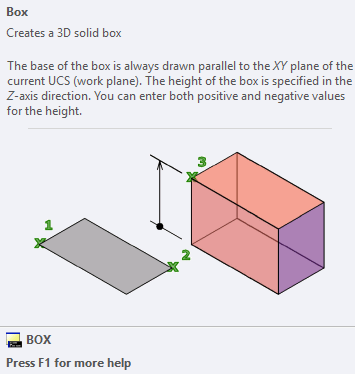 Box
Creates a 3D solid box
The base of the box is always drawn parallel to the XY plane of the
current UCS (work plane). The height of the box is specified in the
Z-axis direction. You can enter both positive and negative values
for the height.
3
1
2
BOX
Press F1 for more help